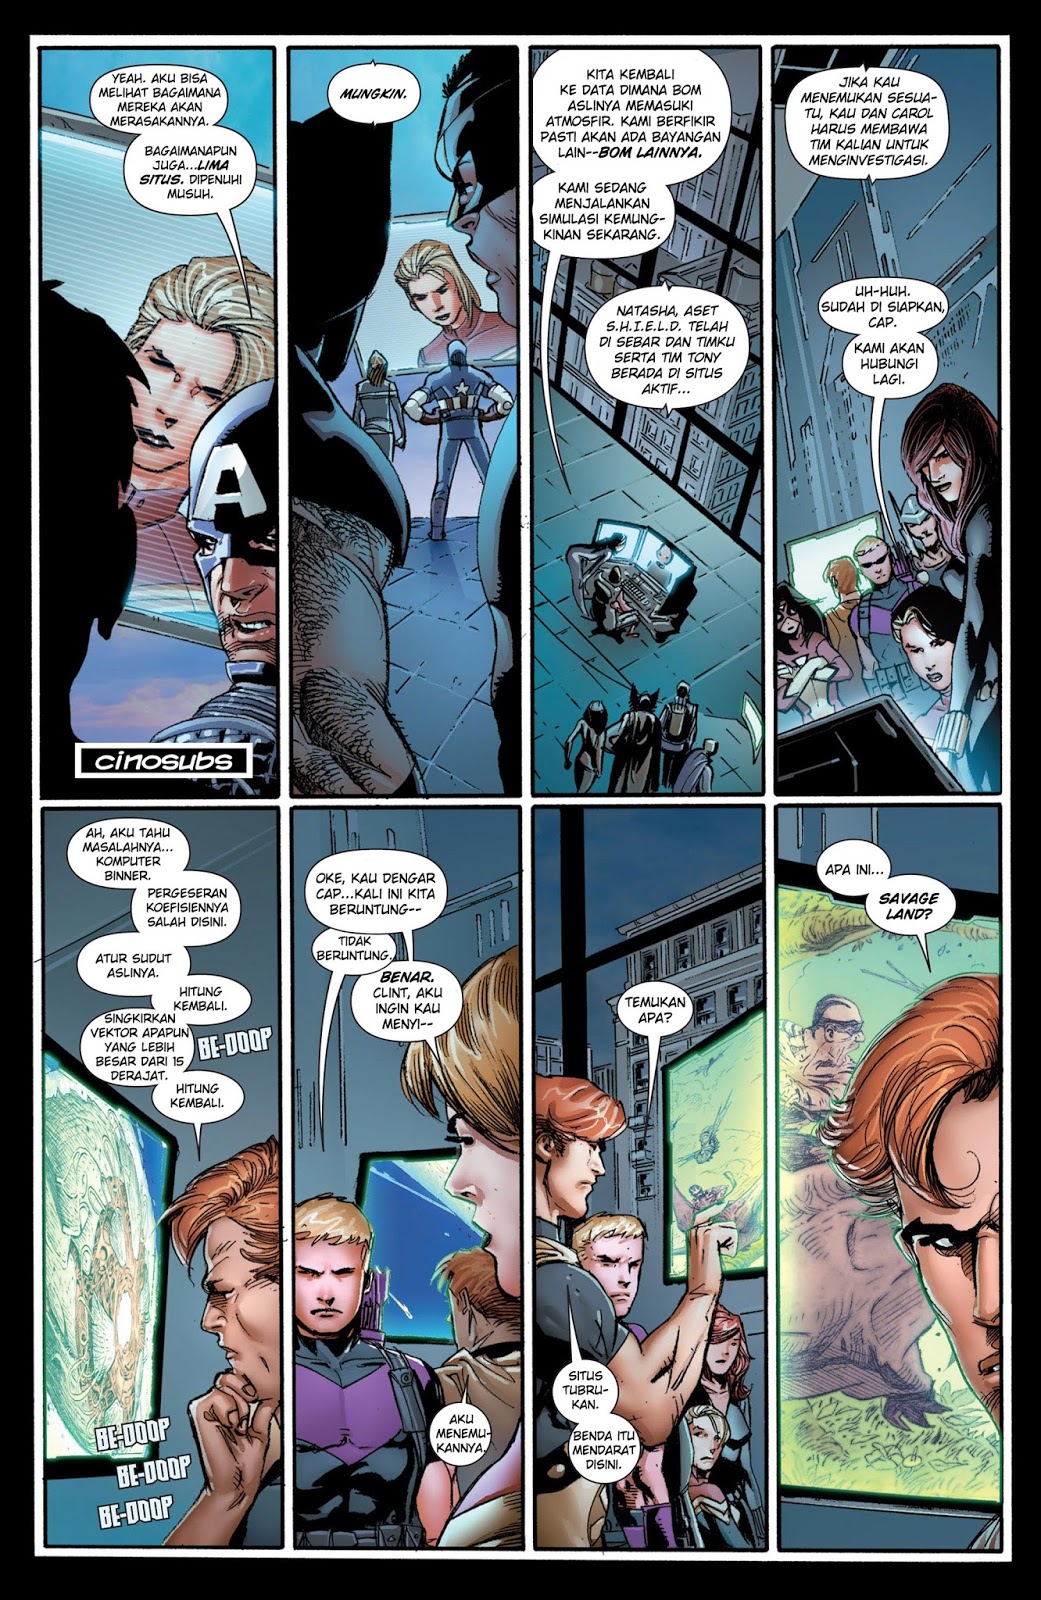 YEAH. AKU BISA
MELIHAT BAGAIMANA
MEREKA AKAN
MERASAKANNYA.
BAGAIMANAPUN
JUGA...LIMA
SITUS. DIPENUHI
MUSUH.
A
cinosubs
MUNGKIN.
KITA KEMBALI
KE DATA DIMANA BOM
ASLINYA MEMASUKI
ATMOSFIR. KAMI BERFIKIR
PASTI AKAN ADA BAYANGAN
LAIN--BOM LAINNYA.
KAMI SEDANG
MENJALANKAN
SIMULASI KEMUNG-
KINAN SEKARANG.
NATASHA, ASET
S.H.I.E.L.D. TELAH
DI SEBAR DAN TIMKU
SERTA TIM TONY
BERADA DI SITUS
AKTIF...
JIKA KAU
MENEMUKAN SESUA-
TU, KAU DAN CAROL
HARUS MEMBAWA
TIM KALIAN UNTUK
MENGINVESTIGASI.
UH-HUH.
SUDAH DI SIAPKAN,
CAP.
KAMI AKAN
HUBUNGI
LAGI.
AH, AKU TAHU
MASALAHNYA...
KOMPUTER
BINNER.
PERGESERAN
KOEFISIENNYA
SALAH DISINI.
ATUR SUDUT
ASLINYA.
HITUNG
KEMBALI.
BE-DOOP
SINGKIRKAN
VEKTOR APAPUN
YANG LEBIH
BESAR DARI 15
DERAJAT.
HITUNG
KEMBALI.
BE-DOOP
BE-DOOP
BE-DOOP
OKE, KAU DENGAR
CAP...KALI INI KITA
BERUNTUNG--
TIDAK
BERUNTUNG.
BENAR.
CLINT, AKU
INGIN KAU
MENYI--
AKU
MENEMU-
KANNYA.
TEMUKAN
APA?
SITUS
TUBRU-
KAN.
BENDA ITU
MENDARAT
DISINI.
APA INI...
SAVAGE
LAND?